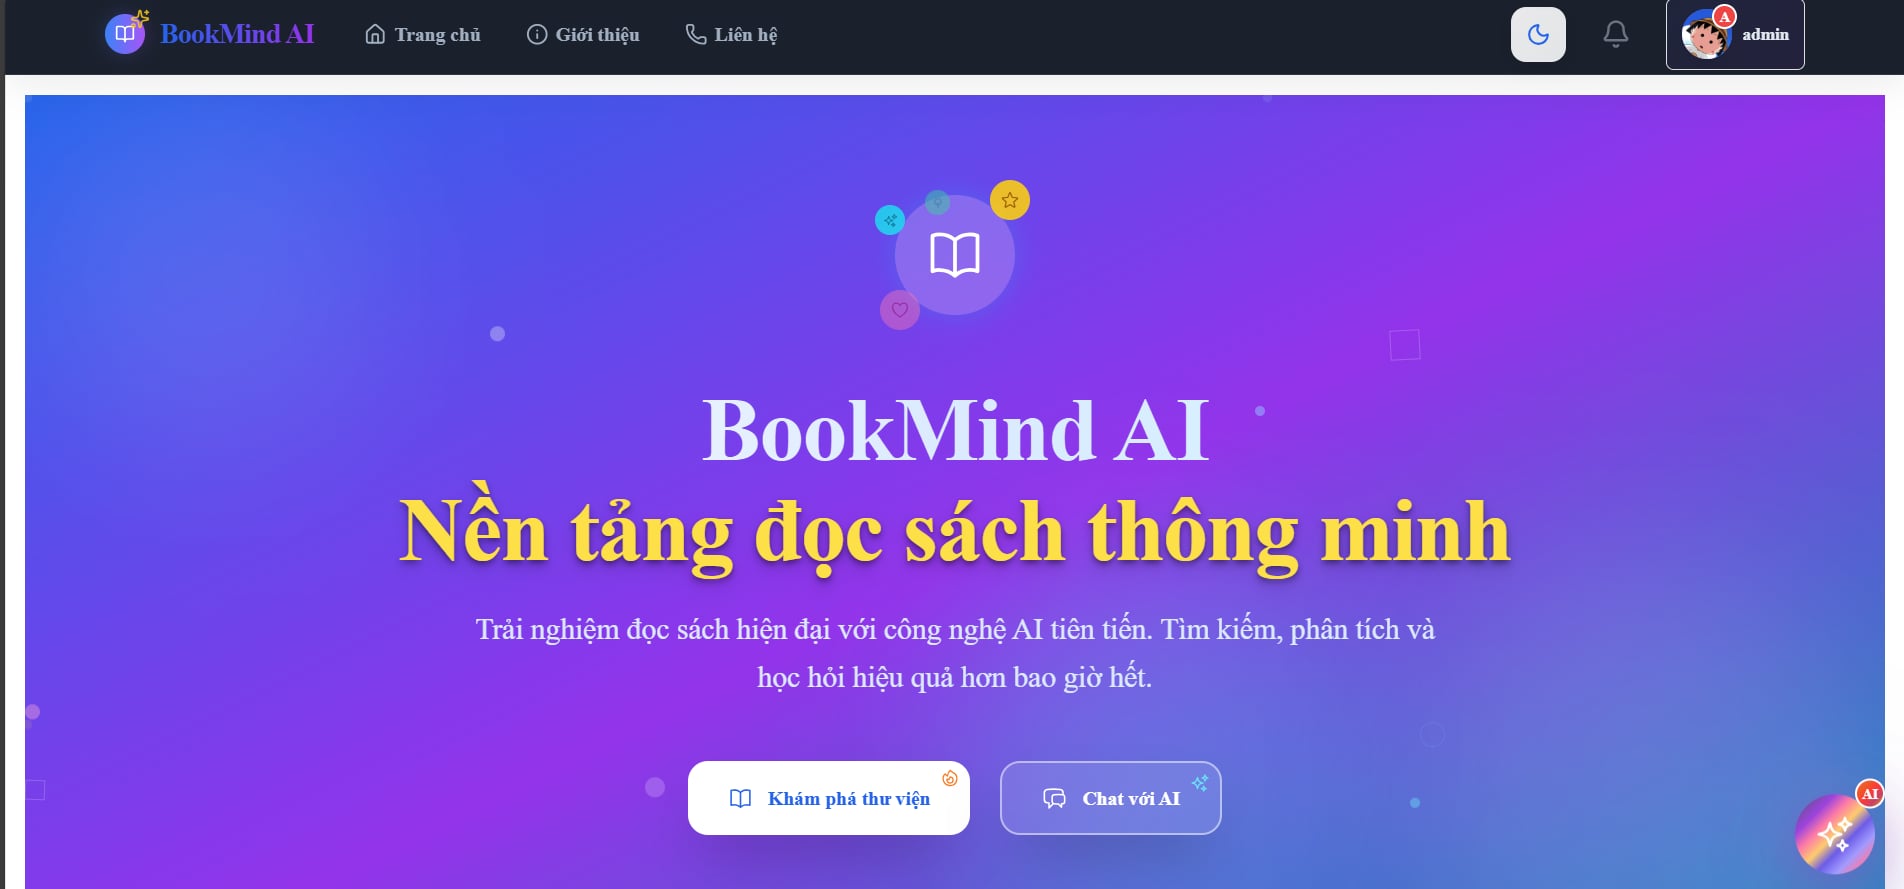 BookMind AI
Trang chủ
Giới thiệu
Liên hệ
A
admin
BookMind AI
Nền tảng đọc sách thông minh
Trải nghiệm đọc sách hiện đại với công nghệ AI tiên tiến. Tìm kiếm, phân tích và
học hỏi hiệu quả hơn bao giờ hết.
Khám phá thư viện
Chat với AI
AI